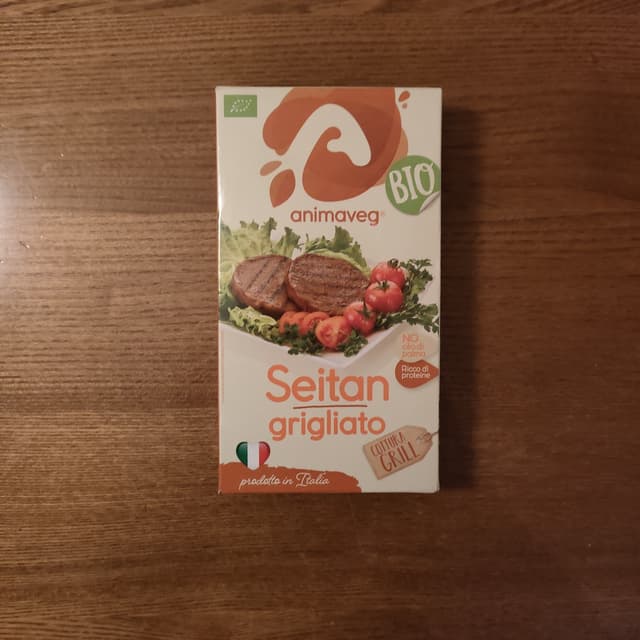 BIO
animaveg®
NO
olio di
palma
Ricco di
proteine
Seitan
grigliato
COTTURA
GRILL
prodotto in Italia